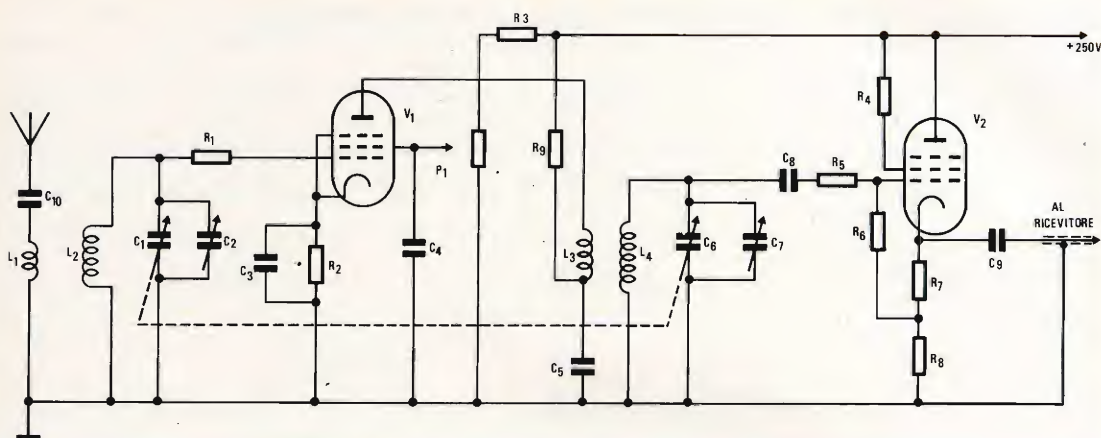 R3
+250V
R4
V1
V2
R1
P1
R9
C8
R5
C10
AL
RICEVITORE
L1
L2
C1
C2
C3
R2
C4
L3
L4
C6
C7
R6
C9
R7
C5
R8